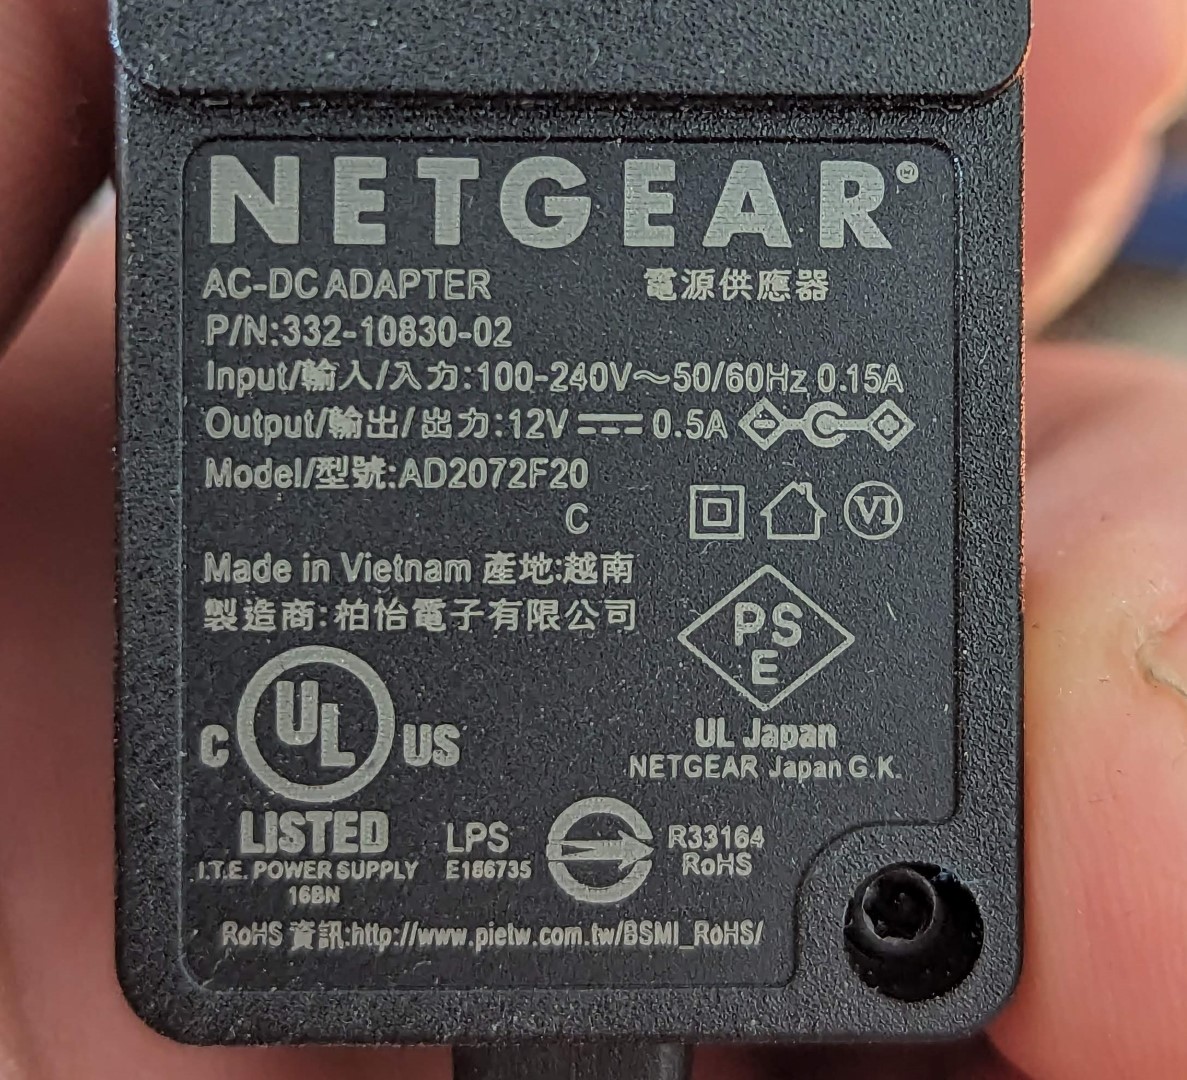 NETGEAR®
AC-DC ADAPTER 電源供應器
P/N:332-10830-02
Input/輸入/入力:100-240V～50/60Hz 0.15A
Output/輸出/出力:12V ⎓ 0.5A
Model/型號:AD2072F20
C
VI
Made in Vietnam 產地:越南
製造商:柏怡電子有限公司
PS
E
C UL US
UL Japan
NETGEAR Japan G.K.
LISTED
I.T.E. POWER SUPPLY
16BN
LPS
E186735
R33164
RoHS
RoHS 資訊:http://www.pietw.com.tw/BSMI_RoHS/